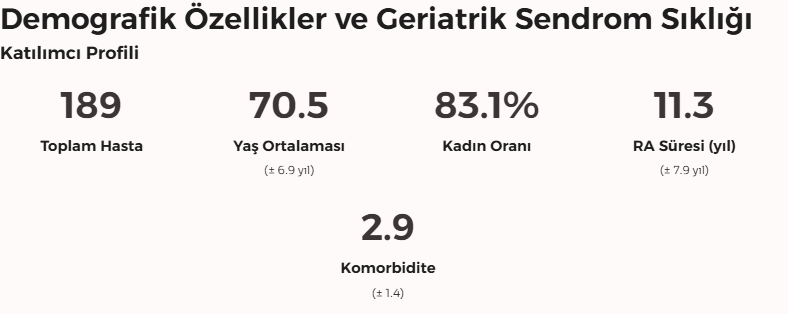 Demografik Özellikler ve Geriatrik Sendrom Sıklığı
Katılımcı Profili
189 70.5 83.1% 11.3
Toplam Hasta Yaş Ortalaması Kadın Oranı RA Süresi (yıl)
(± 6.9 yıl) (± 7.9 yıl)
2.9
Komorbidite
(± 1.4)